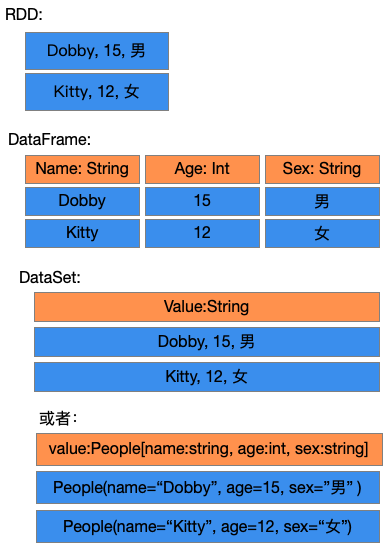 RDD:
Dobby, 15, 男
Kitty, 12, 女
DataFrame:
Name: String Age: Int Sex: String
Dobby 15 男
Kitty 12 女
DataSet:
Value:String
Dobby, 15, 男
Kitty, 12, 女
或者：
value:People[name:string, age:int, sex:string]
People(name=“Dobby”, age=15, sex=”男” )
People(name=“Kitty”, age=12, sex=“女”)